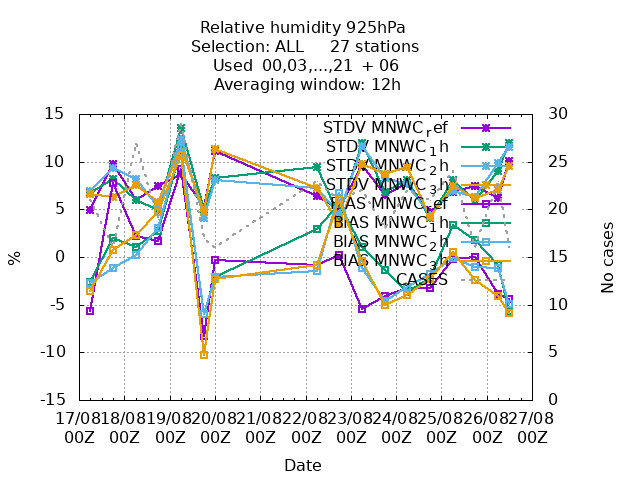 Relative humidity 925hPa
Selection: ALL 27 stations
Used 00,03,...,21 + 06
Averaging window: 12h
15
10
5
0
-5
-10
-15
%
30
25
20
15
10
5
0
No cases
STDV MNWC_ref
STDV MNWC_1h
STDV MNWC_2h
STDV MNWC_3h
BIAS MNWC_ref
BIAS MNWC_1h
BIAS MNWC_2h
BIAS MNWC_3h
CASES
17/08 18/08 19/08 20/08 21/08 22/08 23/08 24/08 25/08 26/08 27/08
00Z 00Z 00Z 00Z 00Z 00Z 00Z 00Z 00Z 00Z 00Z
Date